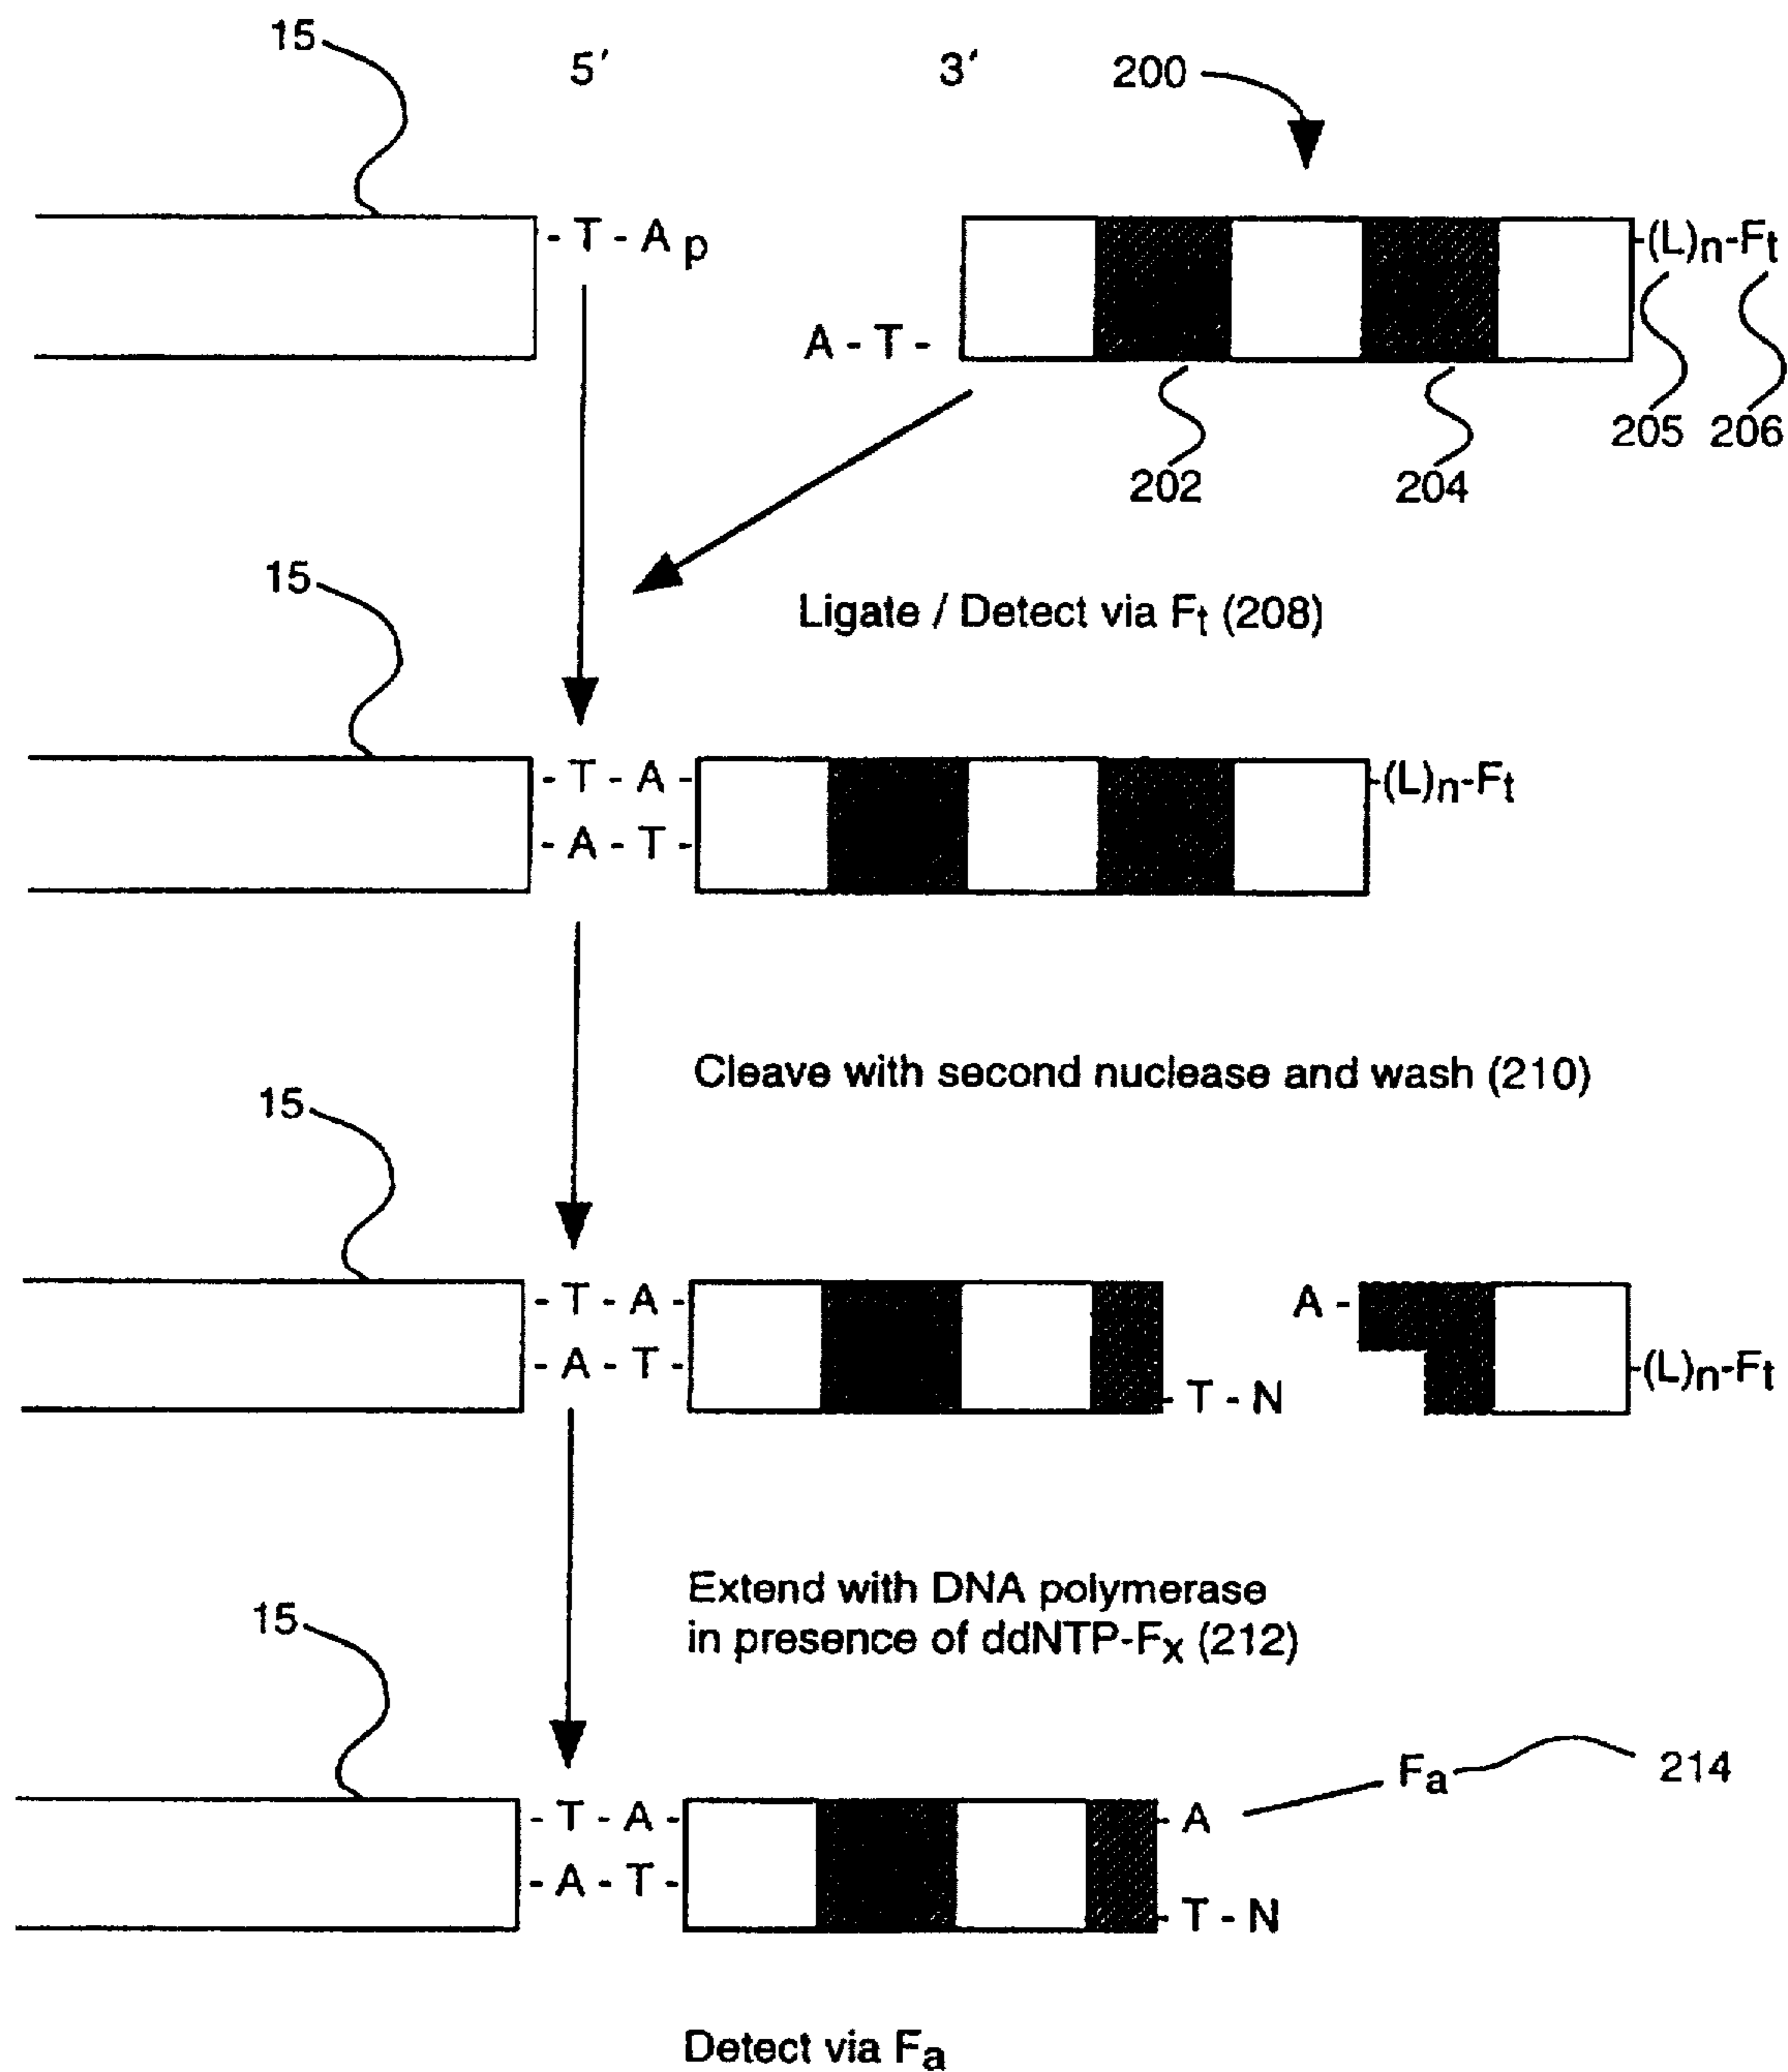 15 5′ 3′ 200
- T - Ap -(L)n-Ft
A - T -
205 206
202 204
15
Ligate / Detect via Ft (208)
- T - A - -(L)n-Ft
- A - T -
Cleave with second nuclease and wash (210)
15
- T - A - A -
- A - T - -(L)n-Ft
- T - N
Extend with DNA polymerase
in presence of ddNTP-Fx (212)
15
Fa 214
- T - A - - A
- A - T -
- T - N
Detect via Fa